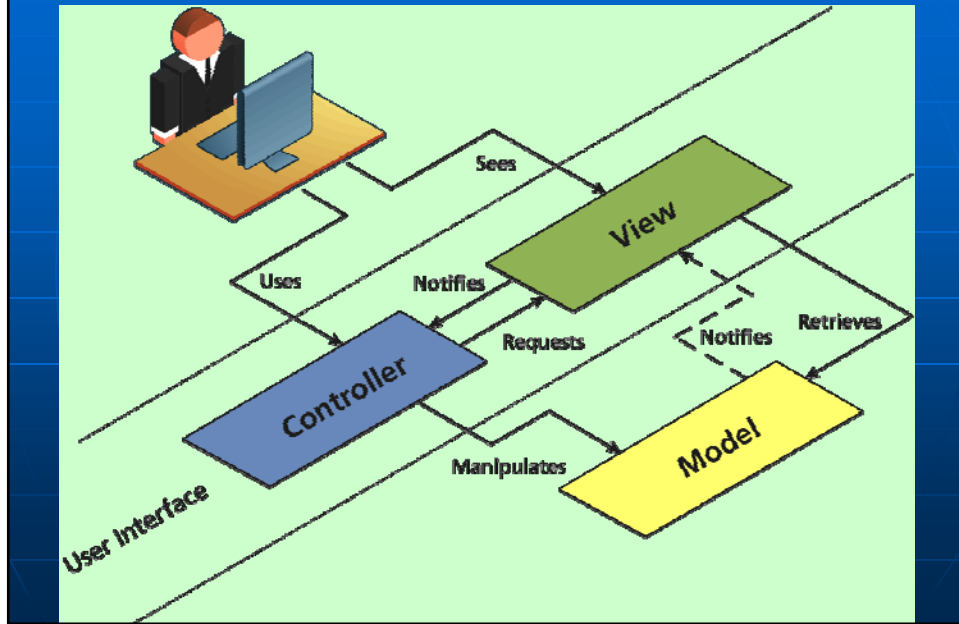 Sees
View
Uses
Notifies
Requests
Notifies
Retrieves
Controller
Manipulates
Model
User Interface